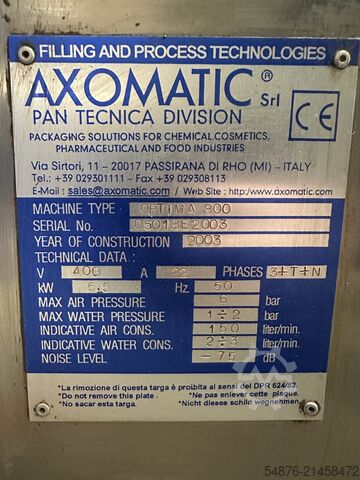 FILLING AND PROCESS TECHNOLOGIES
AXOMATIC ® Srl
PAN TECNICA DIVISION
CE
PACKAGING SOLUTIONS FOR CHEMICAL,COSMETICS,
PHARMACEUTICAL AND FOOD INDUSTRIES
Via Sirtori, 11 – 20017 PASSIRANA DI RHO (MI) – ITALY
Tel.: +39 029301111 – Fax +39 029308113
E-Mail : sales@axomatic.com / Web Site : http://www.axomatic.com
MACHINE TYPE OPTIMA 800
SERIAL No. 05018E2003
YEAR OF CONSTRUCTION 2003
TECHNICAL DATA :
V 400 A 22 PHASES 3+T+N
kW 5.5 Hz. 50
MAX AIR PRESSURE 6 bar
MAX WATER PRESSURE 1÷2 bar
INDICATIVE AIR CONS. 150 liter/min.
INDICATIVE WATER CONS. 2÷3 liter/min.
NOISE LEVEL –75 dB
*La rimozione di questa targa è proibita ai sensi del DPR 624/82.
*Do not remove this plate . *Ne pas enlever cette plaque.
*No sacar esta targa. *Nicht dieses schild wegnehmen.
54876-21458472